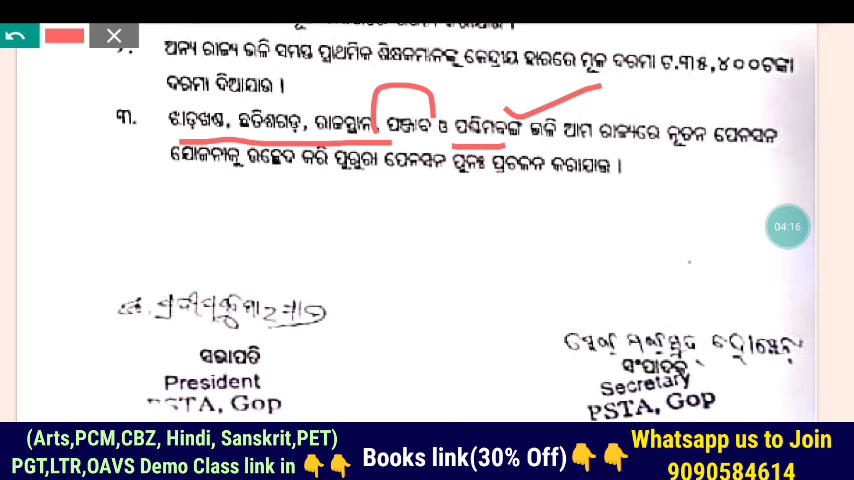 ଅନ୍ୟ ରାଜ୍ୟ ଭଳି ସମସ୍ତ ପ୍ରାଥମିକ ଶିକ୍ଷକମାନଙ୍କୁ କେନ୍ଦ୍ରୀୟ ହାରରେ ମୂଳ ଦରମା ଟ.୩୫,୪୦୦ଟଙ୍କା
ଦରମା ଦିଆଯାଉ ।
୩. ଝାଡ଼ଖଣ୍ଡ, ଛତିଶଗଡ଼, ରାଜସ୍ଥାନ, ପଞ୍ଜାବ ଓ ପଶ୍ଚିମବଙ୍ଗ ଭଳି ଆମ ରାଜ୍ୟରେ ନୂତନ ପେନସନ
ଯୋଜନାକୁ ଉଚ୍ଛେଦ କରି ପୁରୁଣା ପେନସନ ପୁନଃ ପ୍ରଚଳନ କରାଯାଉ ।
04:16
ସଭାପତି
President
PSTA, Gop
ସଂପାଦକ
Secretary
PSTA, Gop
(Arts,PCM,CBZ, Hindi, Sanskrit,PET)
PGT,LTR,OAVS Demo Class link in 👇👇
Books link(30% Off)👇👇
Whatsapp us to Join
9090584614